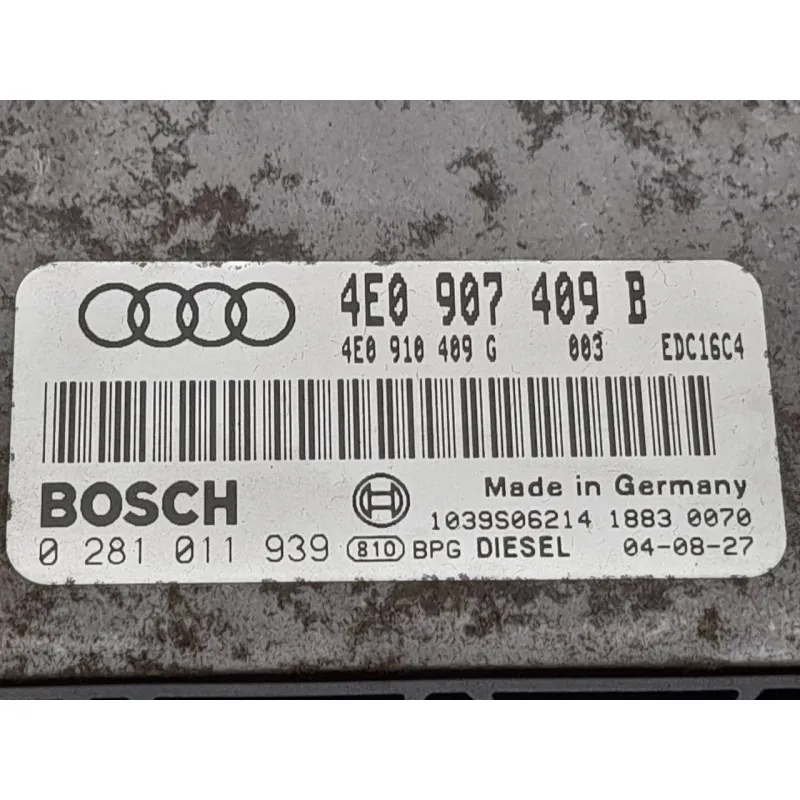 4E0 907 409 B
4E0 910 409 G 003 EDC16C4
BOSCH
Made in Germany
1039S06214 1883 0070
0 281 011 939 810 BPG DIESEL 04-08-27